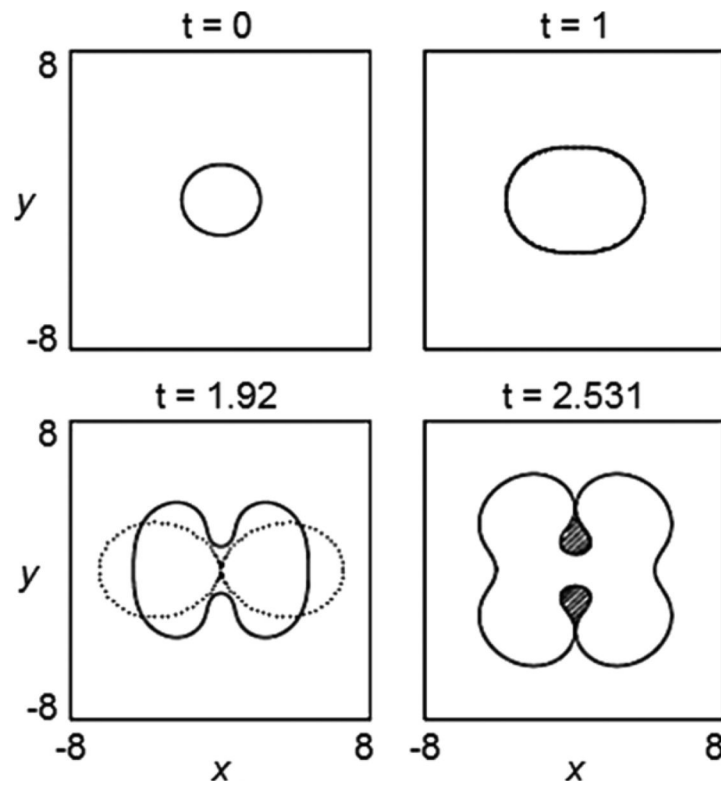 t = 0
t = 1
8
y
-8
t = 1.92
t = 2.531
8
y
-8
-8
8
-8
8
x
x